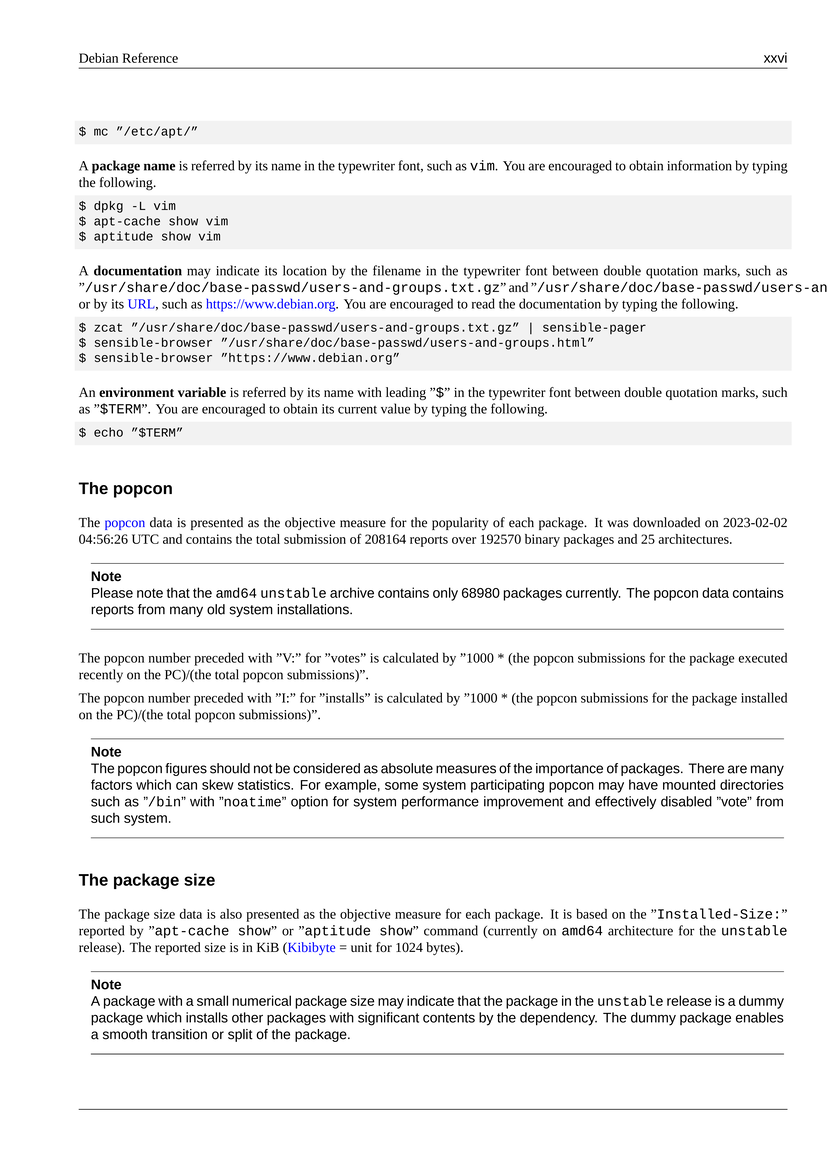 Debian Reference xxvi
$ mc ”/etc/apt/”
A package name is referred by its name in the typewriter font, such as vim. You are encouraged to obtain information by typing
the following.
$ dpkg -L vim
$ apt-cache show vim
$ aptitude show vim
A documentation may indicate its location by the filename in the typewriter font between double quotation marks, such as
”/usr/share/doc/base-passwd/users-and-groups.txt.gz” and ”/usr/share/doc/base-passwd/users-an
or by its URL, such as https://www.debian.org. You are encouraged to read the documentation by typing the following.
$ zcat ”/usr/share/doc/base-passwd/users-and-groups.txt.gz” | sensible-pager
$ sensible-browser ”/usr/share/doc/base-passwd/users-and-groups.html”
$ sensible-browser ”https://www.debian.org”
An environment variable is referred by its name with leading ”$” in the typewriter font between double quotation marks, such
as ”$TERM”. You are encouraged to obtain its current value by typing the following.
$ echo ”$TERM”
The popcon
The popcon data is presented as the objective measure for the popularity of each package. It was downloaded on 2023-02-02
04:56:26 UTC and contains the total submission of 208164 reports over 192570 binary packages and 25 architectures.
Note
Please note that the amd64 unstable archive contains only 68980 packages currently. The popcon data contains
reports from many old system installations.
The popcon number preceded with ”V:” for ”votes” is calculated by ”1000 * (the popcon submissions for the package executed
recently on the PC)/(the total popcon submissions)”.
The popcon number preceded with ”I:” for ”installs” is calculated by ”1000 * (the popcon submissions for the package installed
on the PC)/(the total popcon submissions)”.
Note
The popcon figures should not be considered as absolute measures of the importance of packages. There are many
factors which can skew statistics. For example, some system participating popcon may have mounted directories
such as ”/bin” with ”noatime” option for system performance improvement and effectively disabled ”vote” from
such system.
The package size
The package size data is also presented as the objective measure for each package. It is based on the ”Installed-Size:”
reported by ”apt-cache show” or ”aptitude show” command (currently on amd64 architecture for the unstable
release). The reported size is in KiB (Kibibyte = unit for 1024 bytes).
Note
A package with a small numerical package size may indicate that the package in the unstable release is a dummy
package which installs other packages with significant contents by the dependency. The dummy package enables
a smooth transition or split of the package.